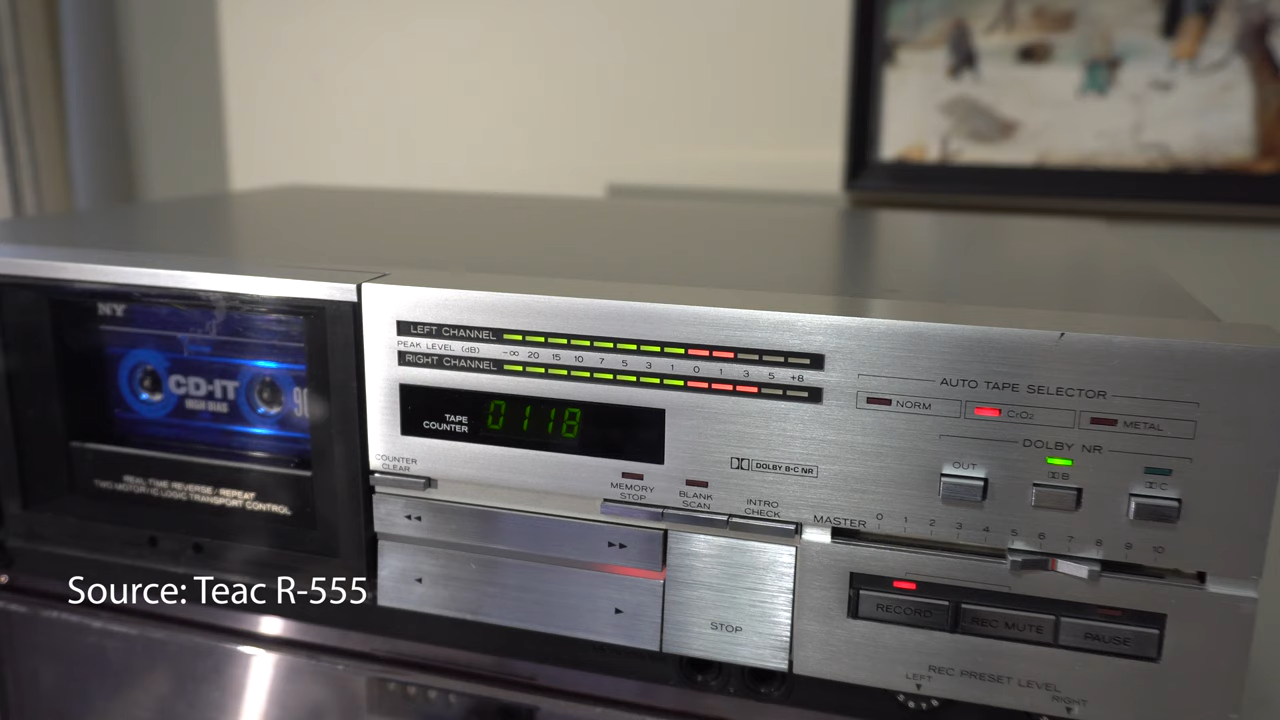 NY
CD-IT
HIGH BIAS
90
REAL TIME REVERSE/REPEAT
TWO MOTOR/IC LOGIC TRANSPORT CONTROL
LEFT CHANNEL
PEAK LEVEL (dB) -∞ 20 15 10 7 5 3 1 0 1 3 5 +8
RIGHT CHANNEL
TAPE COUNTER
0118
COUNTER CLEAR
MEMORY STOP
BLANK SCAN
INTRO CHECK
DOLBY B·C NR
AUTO TAPE SELECTOR
NORM
CrO2
METAL
DOLBY NR
OUT
B
C
MASTER 0 1 2 3 4 5 6 7 8 9 10
STOP
RECORD
REC MUTE
PAUSE
REC PRESET LEVEL
LEFT
RIGHT
Source: Teac R-555